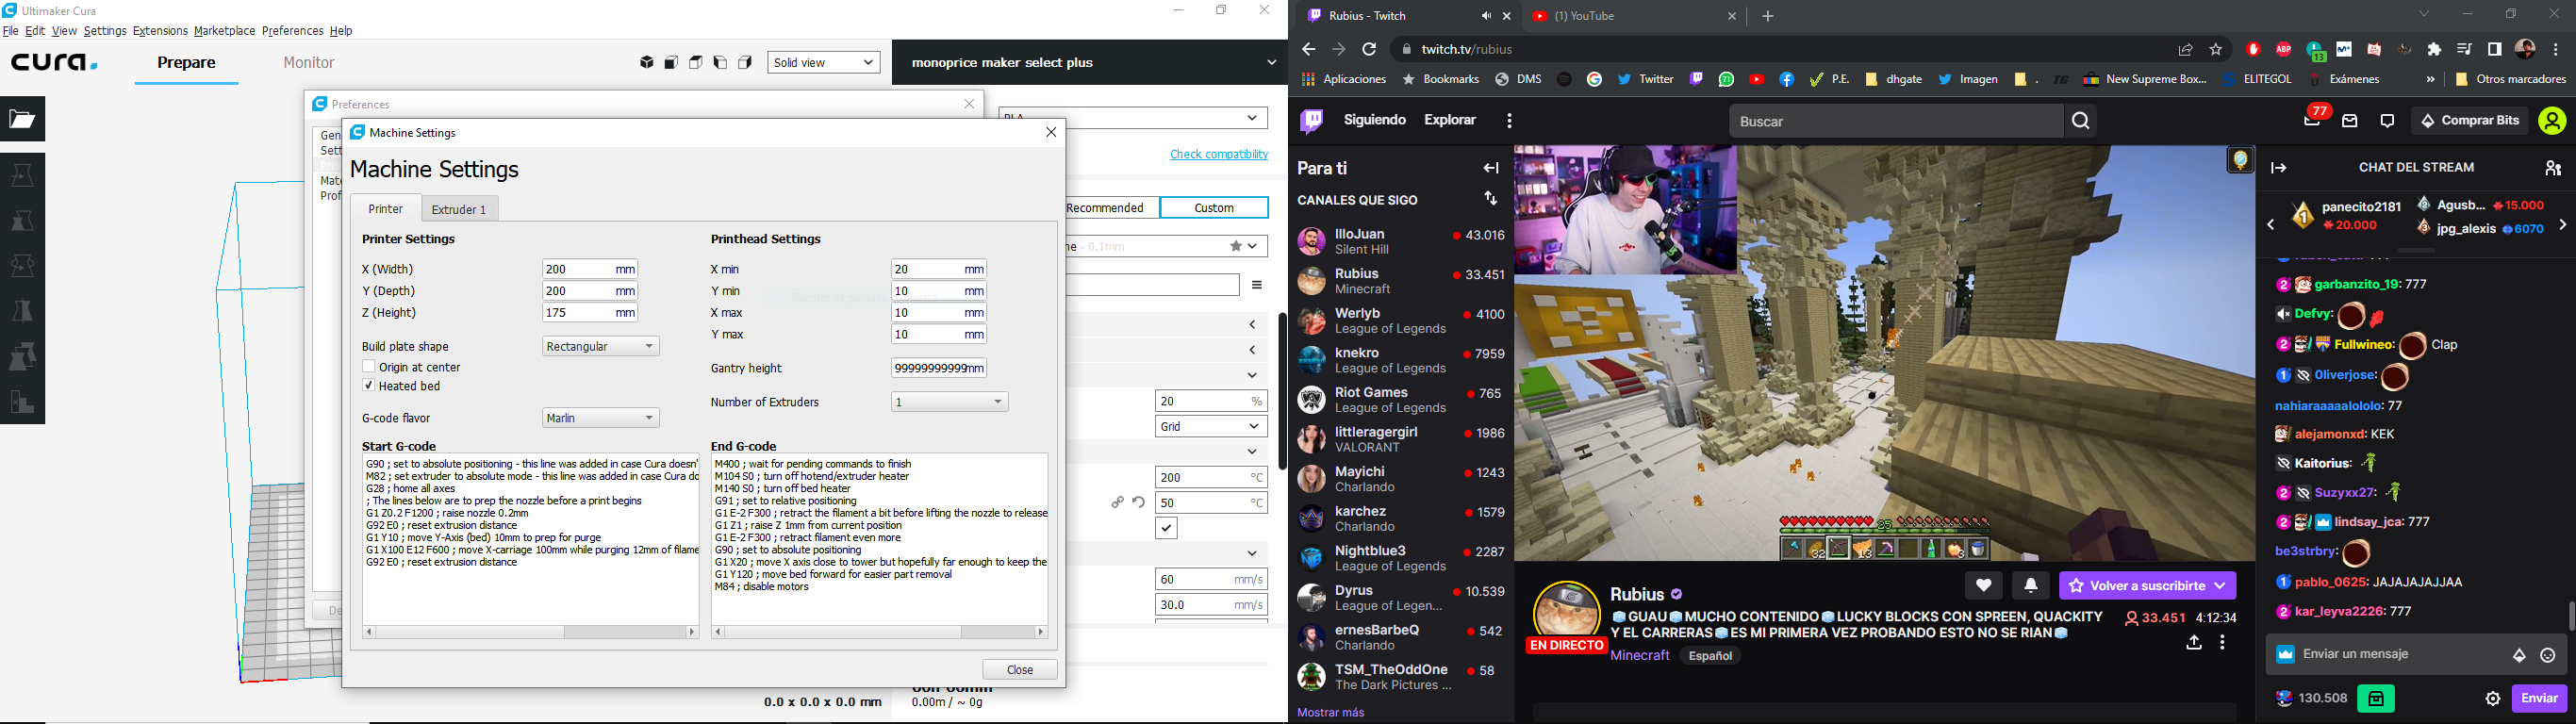 Ultimaker Cura
File Edit View Settings Extensions Marketplace Preferences Help
cura.
Prepare
Monitor
Solid view
monoprice maker select plus
Preferences
Machine Settings
Machine Settings
Printer
Extruder 1
Printer Settings
X (Width) 200 mm
Y (Depth) 200 mm
Z (Height) 175 mm
Build plate shape Rectangular
Origin at center
Heated bed
G-code flavor Marlin
Printhead Settings
X min 20 mm
Y min 10 mm
X max 10 mm
Y max 10 mm
Gantry height 99999999999mm
Number of Extruders 1
Start G-code
G90 ; set to absolute positioning - this line was added in case Cura doesn'
M82 ; set extruder to absolute mode - this line was added in case Cura do
G28 ; home all axes
; The lines below are to prep the nozzle before a print begins
G1 Z0.2 F1200 ; raise nozzle 0.2mm
G92 E0 ; reset extrusion distance
G1 Y10 ; move Y-Axis (bed) 10mm to prep for purge
G1 X100 E12 F600 ; move X-carriage 100mm while purging 12mm of filame
G92 E0 ; reset extrusion distance
End G-code
M400 ; wait for pending commands to finish
M104 S0 ; turn off hotend/extruder heater
M140 S0 ; turn off bed heater
G91 ; set to relative positioning
G1 E-2 F300 ; retract the filament a bit before lifting the nozzle to release
G1 Z1 ; raise Z 1mm from current position
G1 E-2 F300 ; retract filament even more
G90 ; set to absolute positioning
G1 X20 ; move X axis close to tower but hopefully far enough to keep the
G1 Y120 ; move bed forward for easier part removal
M84 ; disable motors
Close
Gen
Sett
Mate
Prof
De
PLA
Check compatibility
Recommended
Custom
ne - 0.1mm
20 %
Grid
200 °C
50 °C
60 mm/s
30.0 mm/s
0.0 x 0.0 x 0.0 mm
0.00m / ~ 0g
Rubius - Twitch
(1) YouTube
twitch.tv/rubius
ABP
13
Aplicaciones
Bookmarks
DMS
Twitter
71
P.E.
dhgate
Imagen
.
TG
New Supreme Box...
ELITEGOL
Exámenes
»
Otros marcadores
Siguiendo
Explorar
Buscar
77
Comprar Bits
Para ti
CANALES QUE SIGO
IlloJuan 43.016
Silent Hill
Rubius 33.451
Minecraft
Werlyb 4100
League of Legends
knekro 7959
League of Legends
Riot Games 765
League of Legends
littleragergirl 1986
VALORANT
Mayichi 1243
Charlando
karchez 1579
Charlando
Nightblue3 2287
League of Legends
Dyrus 10.539
League of Legen...
ernesBarbeQ 542
Charlando
TSM_TheOddOne 58
The Dark Pictures ...
Mostrar más
25
32
13
3
EN DIRECTO
Rubius
GUAU MUCHO CONTENIDO LUCKY BLOCKS CON SPREEN, QUACKITY
Y EL CARRERAS ES MI PRIMERA VEZ PROBANDO ESTO NO SE RIAN
Minecraft Español
Volver a suscribirte
33.451 4:12:34
CHAT DEL STREAM
1 panecito2181 20.000
2 Agusb... 15.000
3 jpg_alexis 6070
garbanzito_19: 777
Defvy:
Fullwineo: Clap
0liverjose:
nahiaraaaaalololo: 77
alejamonxd: KEK
Kaitorius:
Suzyxx27:
lindsay_jca: 777
be3strbry:
pablo_0625: JAJAJAJAJJAA
kar_leyva2226: 777
Enviar un mensaje
130.508
Enviar